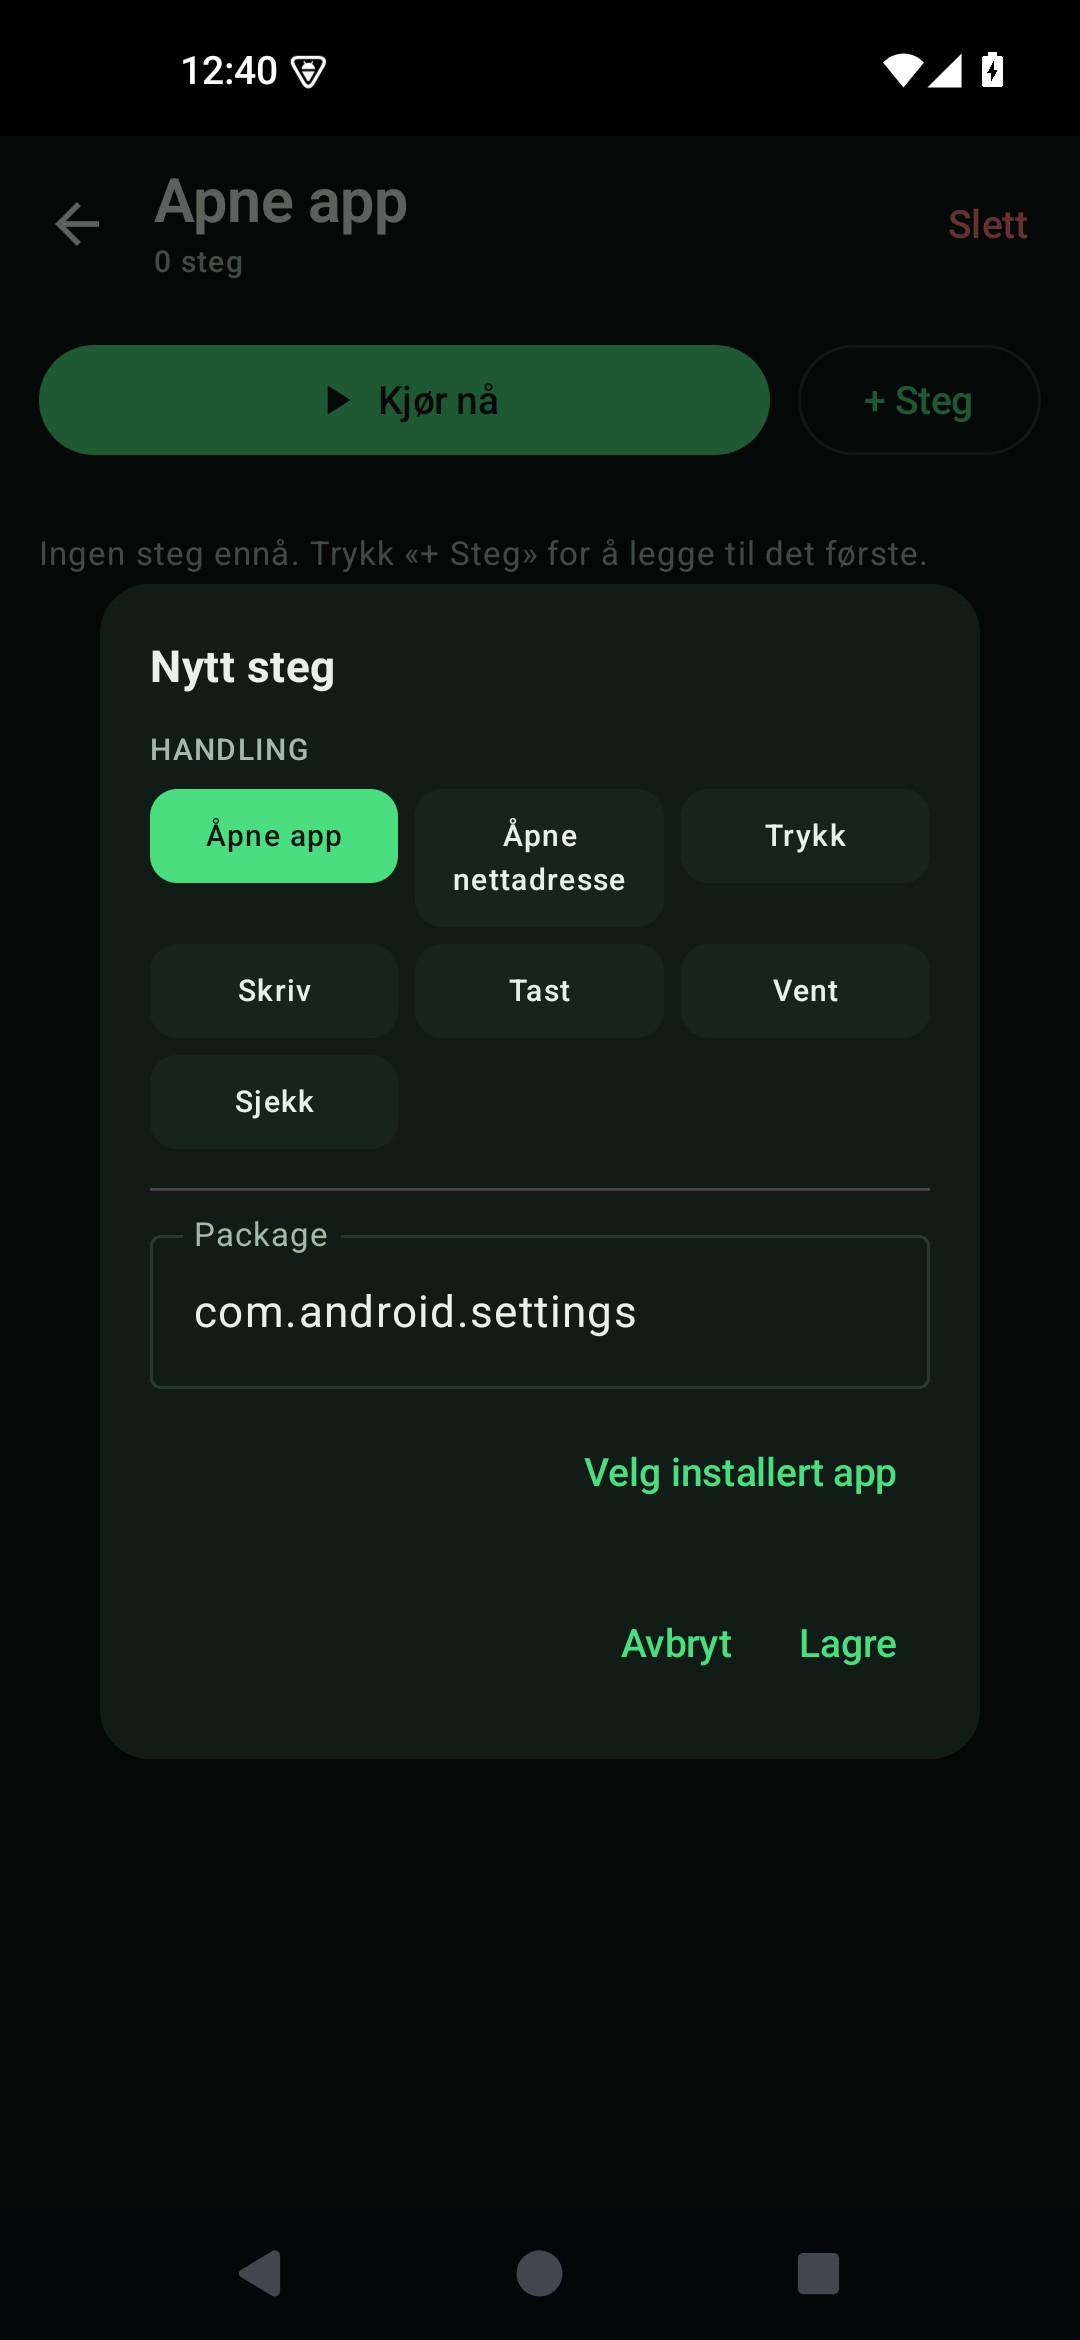 12:40
Apne app
0 steg
Slett
Kjør nå
+ Steg
Ingen steg ennå. Trykk «+ Steg» for å legge til det første.
Nytt steg
HANDLING
Åpne app
Åpne
nettadresse
Trykk
Skriv
Tast
Vent
Sjekk
Package
com.android.settings
Velg installert app
Avbryt
Lagre